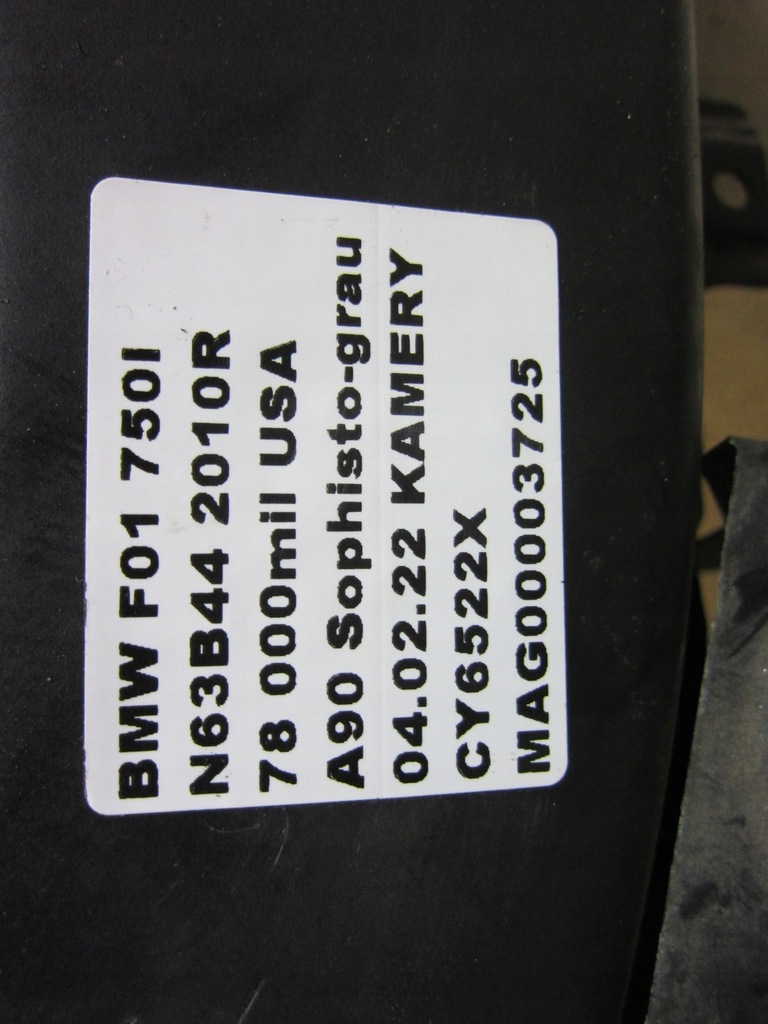 BMW F01 750I
N63B44 2010R
78 000mil USA
A90 Sophisto-grau
04.02.22 KAMERY
CY6522X
MAG00003725